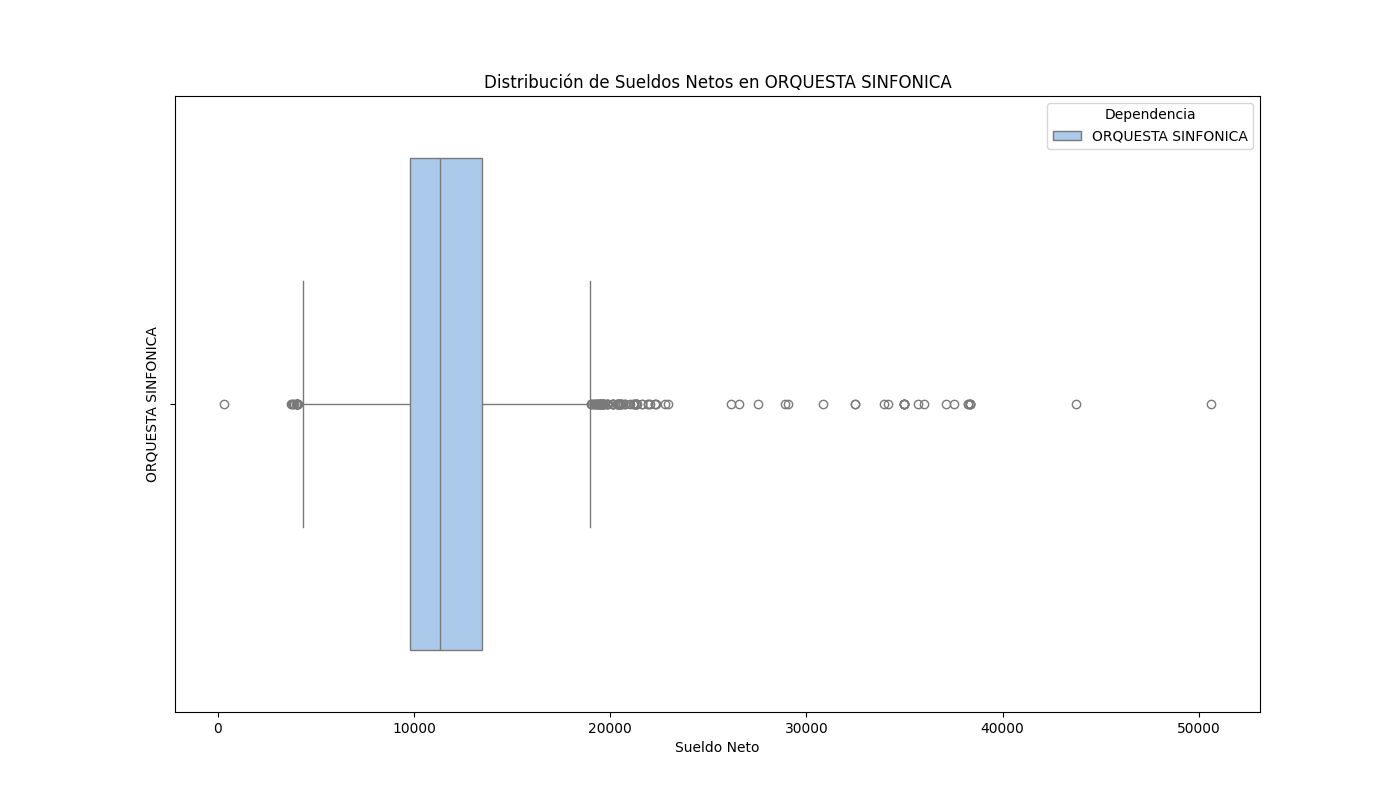 Distribución de Sueldos Netos en ORQUESTA SINFONICA
Dependencia
ORQUESTA SINFONICA
ORQUESTA SINFONICA
0 10000 20000 30000 40000 50000
Sueldo Neto